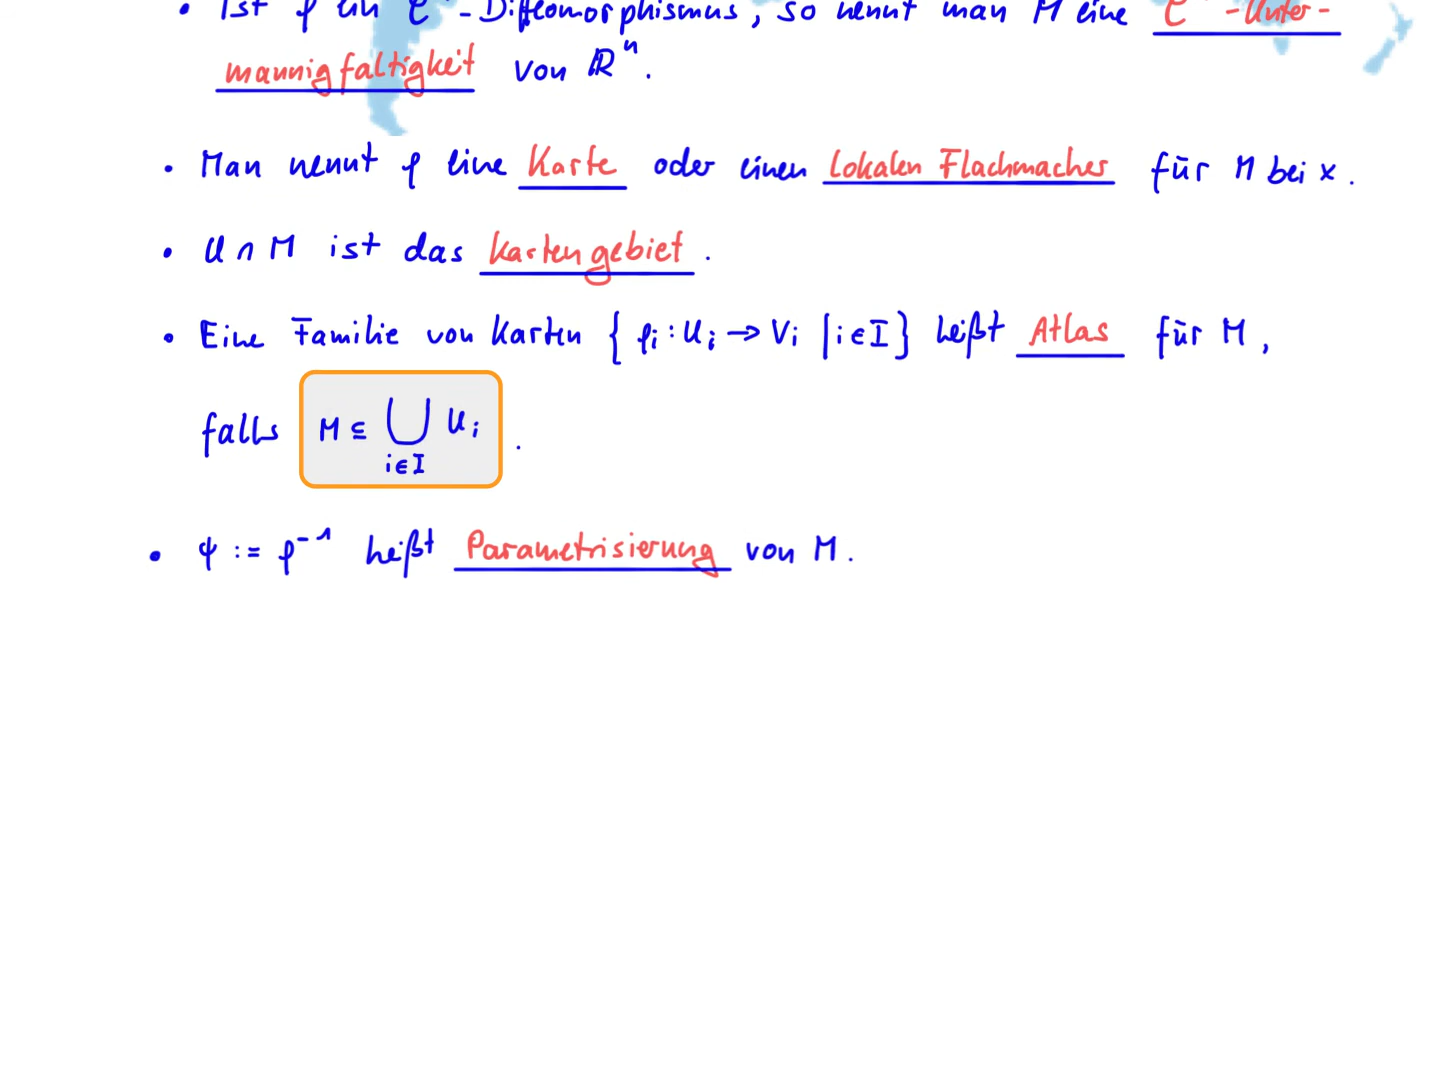 • Ist φ ein C -Diffeomorphismus, so nennt man M eine C -Unter-
mannigfaltigkeit von ℝⁿ.
• Man nennt φ eine Karte oder einen lokalen Flachmacher für M bei x.
• U ∩ M ist das Kartengebiet.
• Eine Familie von Karten { φᵢ : Uᵢ → Vᵢ | i ∈ I } heißt Atlas für M,
falls M ⊆ ⋃ Uᵢ .
i ∈ I
• ψ := φ⁻¹ heißt Parametrisierung von M.